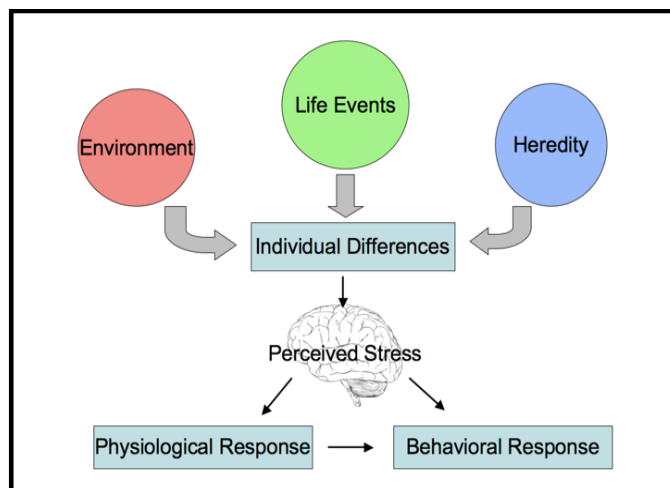 Life Events
Environment
Heredity
Individual Differences
Perceived Stress
Physiological Response
Behavioral Response